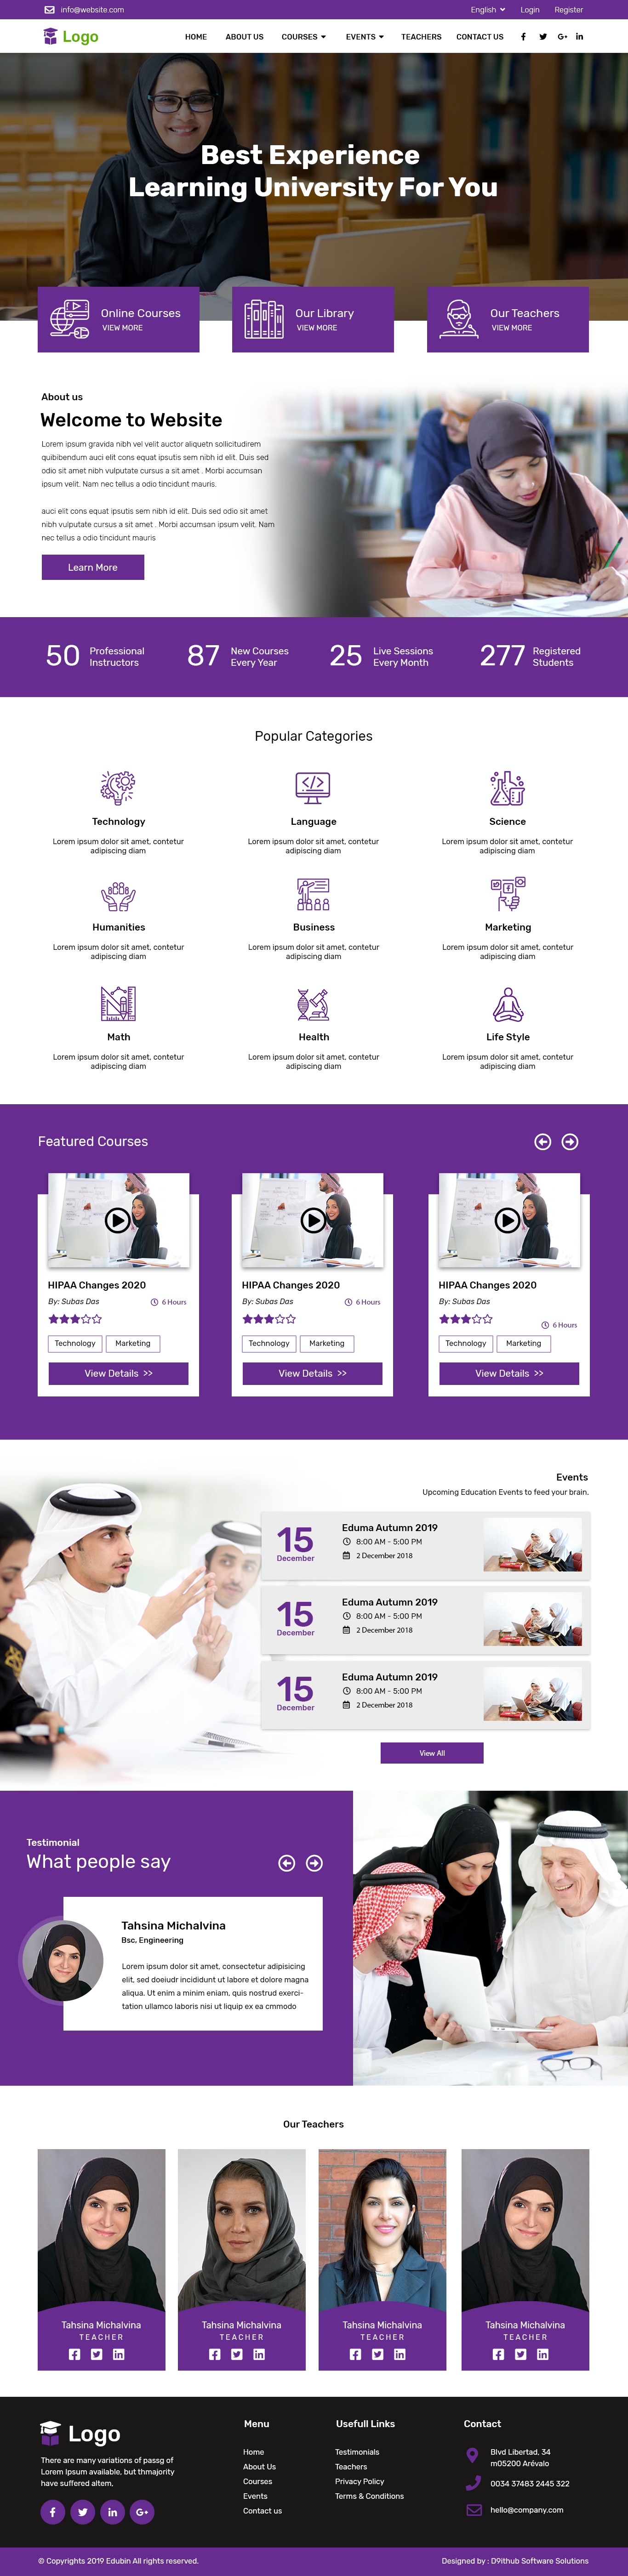 info@website.com English Login Register
Logo HOME ABOUT US COURSES EVENTS TEACHERS CONTACT US
Best Experience
Learning University For You
Online Courses
VIEW MORE
Our Library
VIEW MORE
Our Teachers
VIEW MORE
About us
Welcome to Website
Lorem ipsum gravida nibh vel velit auctor aliquetn sollicitudirem
quibibendum auci elit cons equat ipsutis sem nibh id elit. Duis sed
odio sit amet nibh vulputate cursus a sit amet . Morbi accumsan
ipsum velit. Nam nec tellus a odio tincidunt mauris.
auci elit cons equat ipsutis sem nibh id elit. Duis sed odio sit amet
nibh vulputate cursus a sit amet . Morbi accumsan ipsum velit. Nam
nec tellus a odio tincidunt mauris
Learn More
50 Professional
Instructors
87 New Courses
Every Year
25 Live Sessions
Every Month
277 Registered
Students
Popular Categories
Technology
Lorem ipsum dolor sit amet, contetur
adipiscing diam
Language
Lorem ipsum dolor sit amet, contetur
adipiscing diam
Science
Lorem ipsum dolor sit amet, contetur
adipiscing diam
Humanities
Lorem ipsum dolor sit amet, contetur
adipiscing diam
Business
Lorem ipsum dolor sit amet, contetur
adipiscing diam
Marketing
Lorem ipsum dolor sit amet, contetur
adipiscing diam
Math
Lorem ipsum dolor sit amet, contetur
adipiscing diam
Health
Lorem ipsum dolor sit amet, contetur
adipiscing diam
Life Style
Lorem ipsum dolor sit amet, contetur
adipiscing diam
Featured Courses
HIPAA Changes 2020
By: Subas Das
6 Hours
Technology Marketing
View Details >>
HIPAA Changes 2020
By: Subas Das
6 Hours
Technology Marketing
View Details >>
HIPAA Changes 2020
By: Subas Das
6 Hours
Technology Marketing
View Details >>
Events
Upcoming Education Events to feed your brain.
15
December
Eduma Autumn 2019
8:00 AM - 5:00 PM
2 December 2018
15
December
Eduma Autumn 2019
8:00 AM - 5:00 PM
2 December 2018
15
December
Eduma Autumn 2019
8:00 AM - 5:00 PM
2 December 2018
View All
Testimonial
What people say
Tahsina Michalvina
Bsc, Engineering
Lorem ipsum dolor sit amet, consectetur adipisicing
elit, sed doeiudr incididunt ut labore et dolore magna
aliqua. Ut enim a minim eniam, quis nostrud exerci-
tation ullamco laboris nisi ut liquip ex ea cmmodo
Our Teachers
Tahsina Michalvina
TEACHER
Tahsina Michalvina
TEACHER
Tahsina Michalvina
TEACHER
Tahsina Michalvina
TEACHER
Logo
There are many variations of passg of
Lorem Ipsum available, but thmajority
have suffered altem,
Menu
Home
About Us
Courses
Events
Contact us
Usefull Links
Testimonials
Teachers
Privacy Policy
Terms & Conditions
Contact
Blvd Libertad, 34
m05200 Arévalo
0034 37483 2445 322
hello@company.com
© Copyrights 2019 Edubin All rights reserved.
Designed by : D9ithub Software Solutions